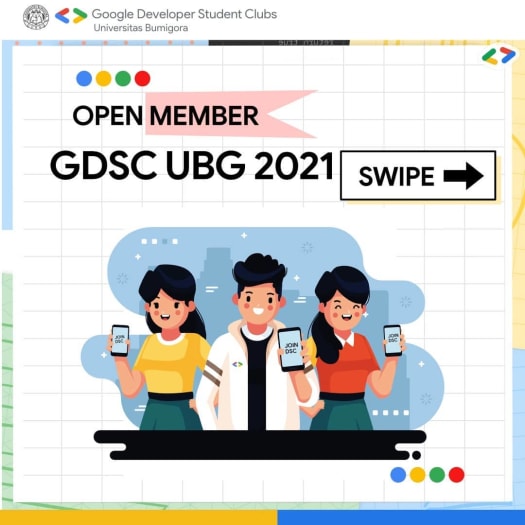 Google Developer Student Clubs
Universitas Bumigora
OPEN MEMBER
GDSC UBG 2021
SWIPE
JOIN
DSC
JOIN
DSC
JOIN
DSC